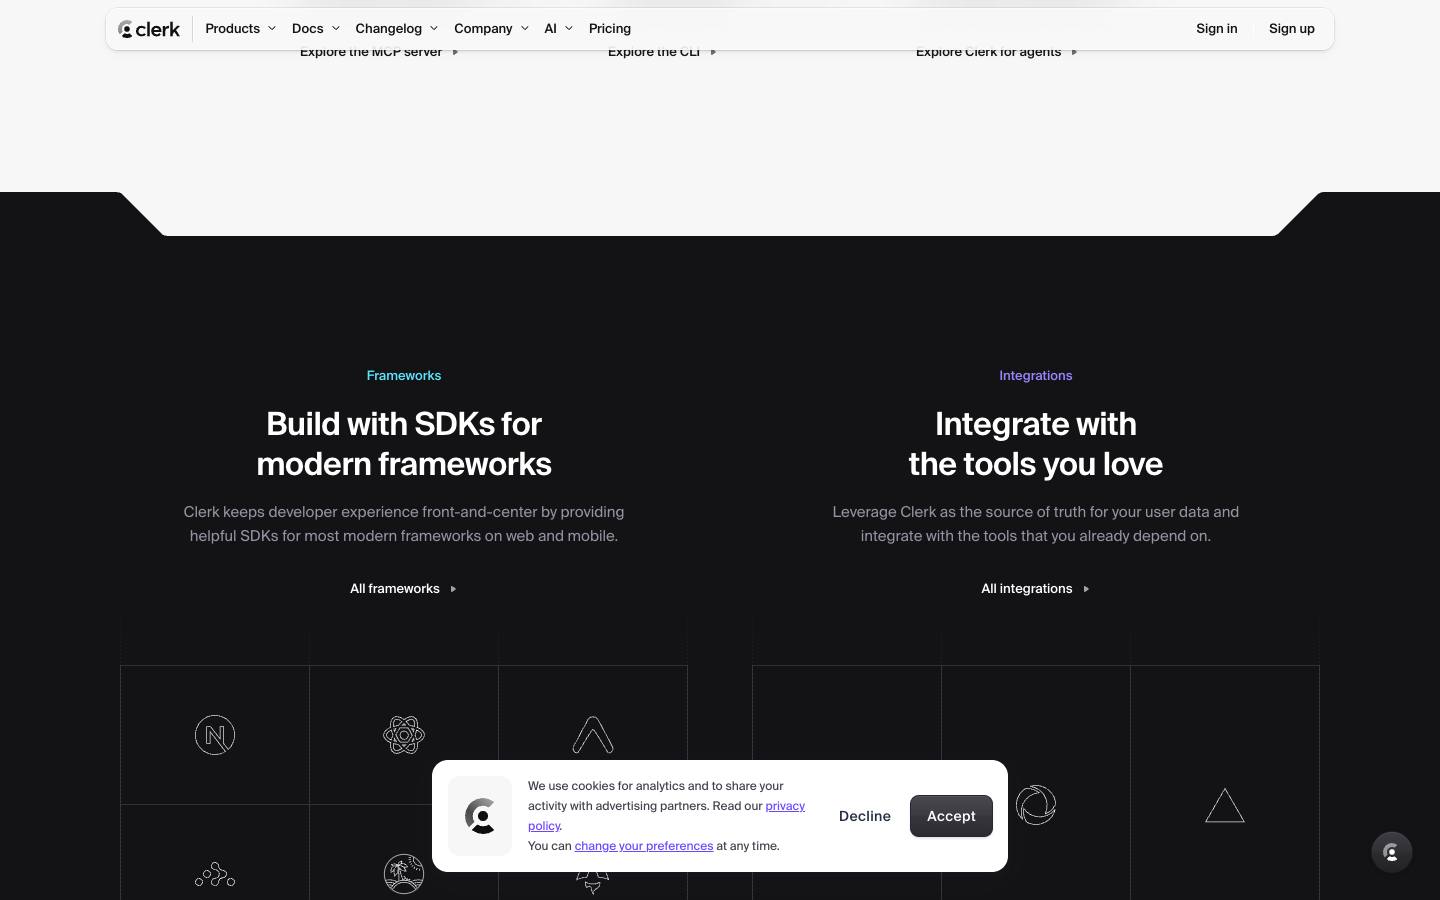 clerk
Products
Docs
Changelog
Company
AI
Pricing
Sign in
Sign up
Explore the MCP server
Explore the CLI
Explore Clerk for agents
Frameworks
Build with SDKs for
modern frameworks
Clerk keeps developer experience front-and-center by providing
helpful SDKs for most modern frameworks on web and mobile.
All frameworks
Integrations
Integrate with
the tools you love
Leverage Clerk as the source of truth for your user data and
integrate with the tools that you already depend on.
All integrations
We use cookies for analytics and to share your
activity with advertising partners. Read our privacy
policy.
You can change your preferences at any time.
Decline
Accept